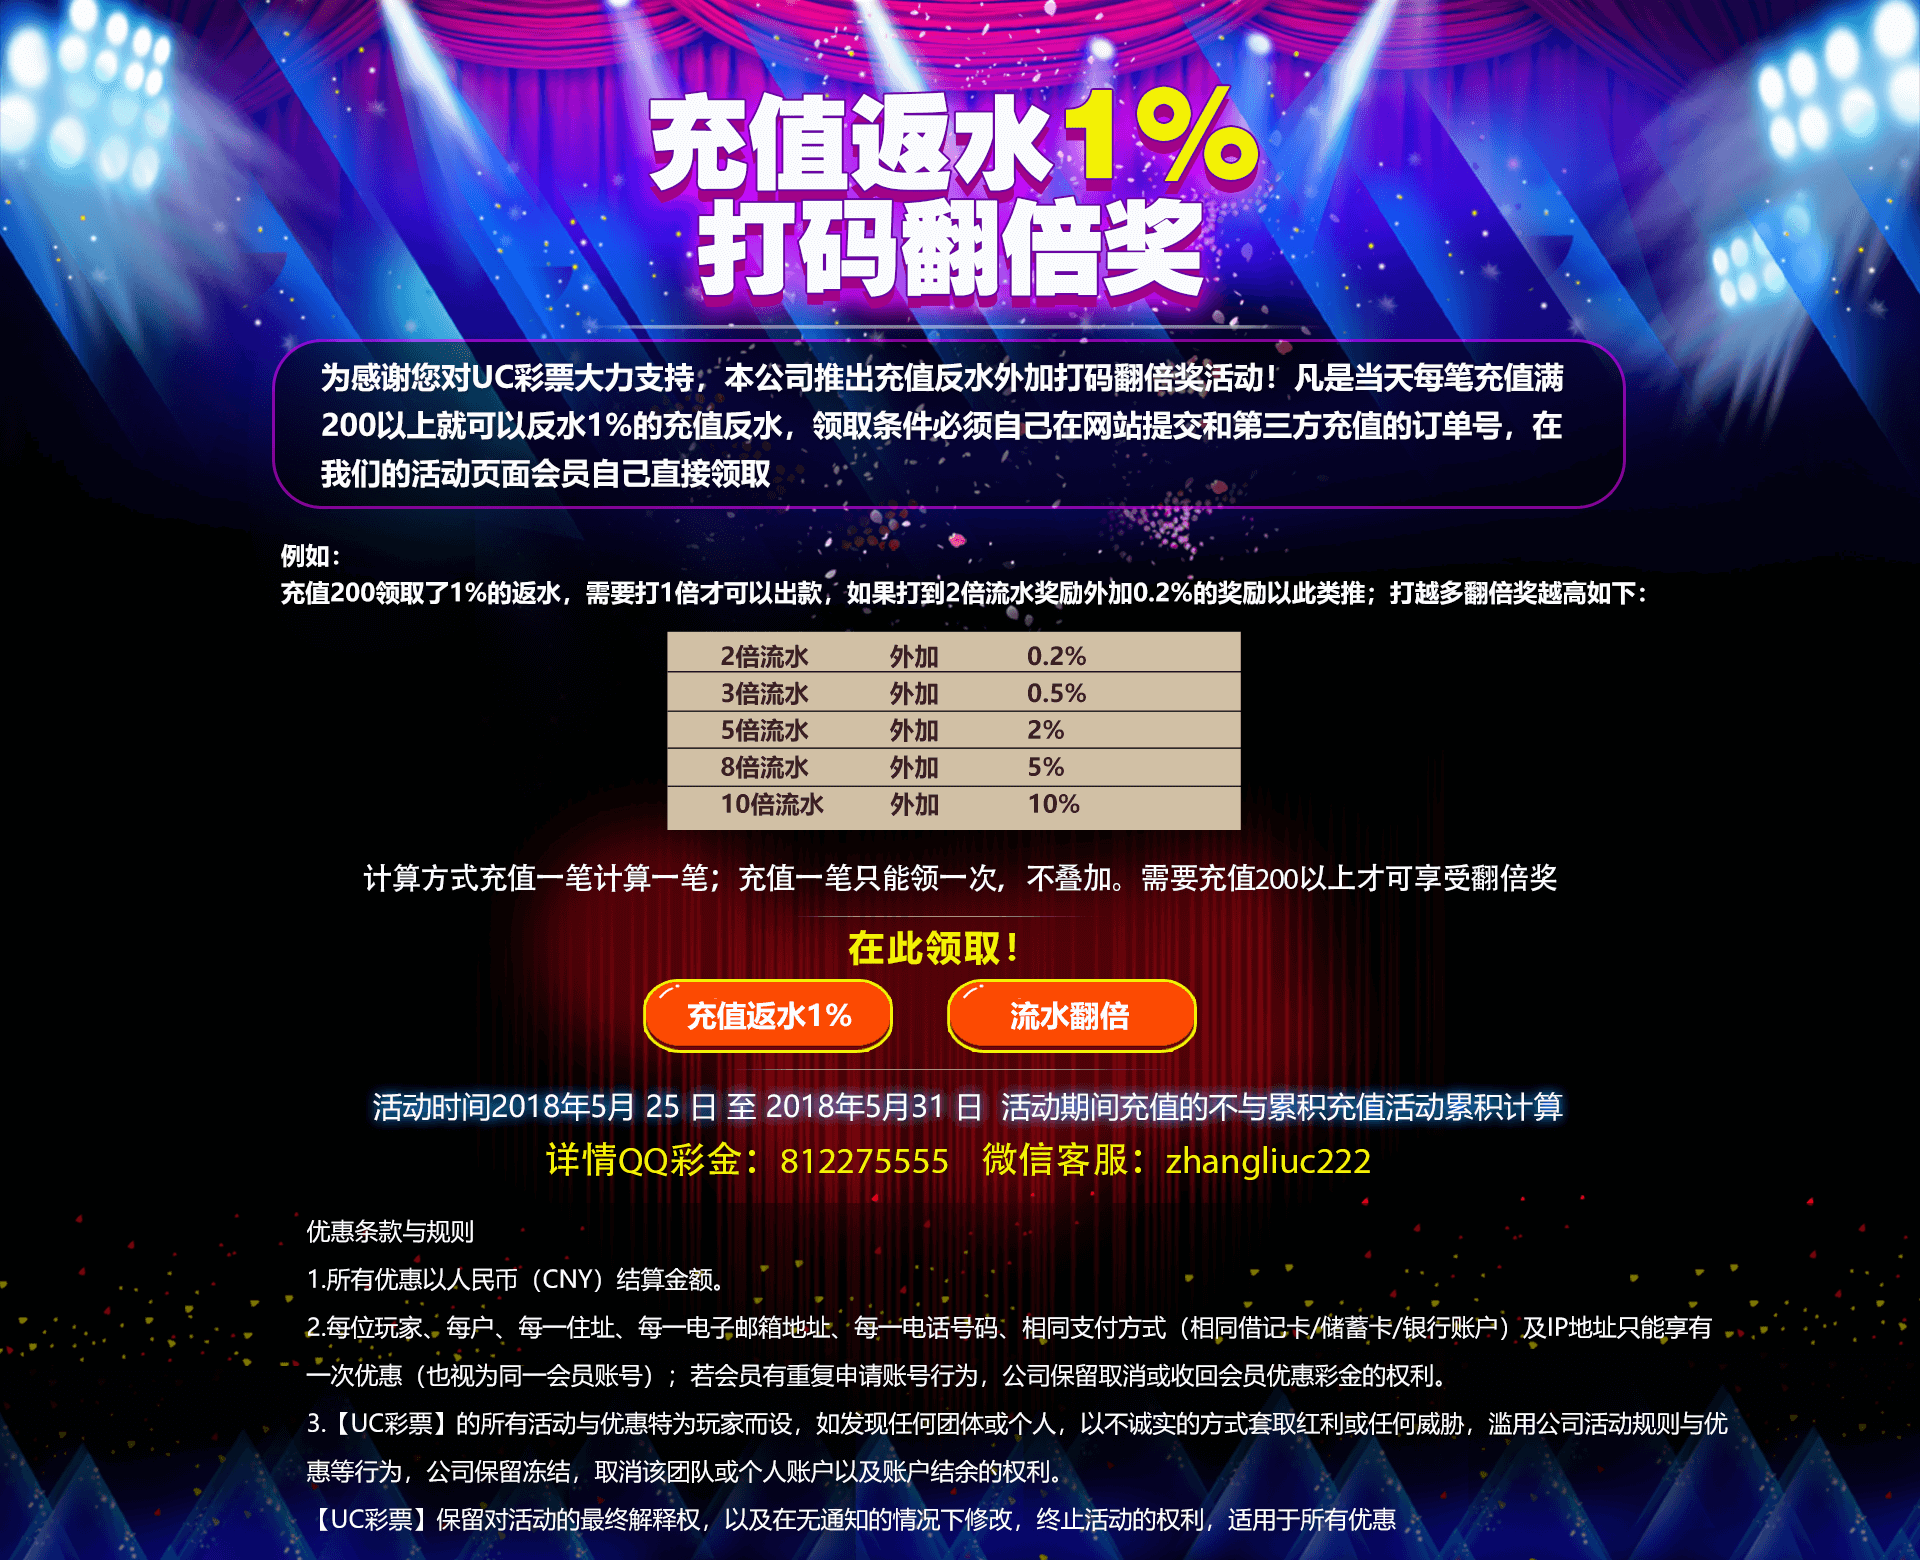 充值返水1%
打码翻倍奖
为感谢您对UC彩票大力支持，本公司推出充值反水外加打码翻倍奖活动！凡是当天每笔充值满
200以上就可以反水1%的充值反水，领取条件必须自己在网站提交和第三方充值的订单号，在
我们的活动页面会员自己直接领取
例如：
充值200领取了1%的返水，需要打1倍才可以出款，如果打到2倍流水奖励外加0.2%的奖励以此类推；打越多翻倍奖越高如下：
2倍流水 外加 0.2%
3倍流水 外加 0.5%
5倍流水 外加 2%
8倍流水 外加 5%
10倍流水 外加 10%
计算方式充值一笔计算一笔；充值一笔只能领一次，不叠加。需要充值200以上才可享受翻倍奖
在此领取！
充值返水1% 流水翻倍
活动时间2018年5月 25 日 至 2018年5月31 日 活动期间充值的不与累积充值活动累积计算
详情QQ彩金：812275555 微信客服：zhangliuc222
优惠条款与规则
1.所有优惠以人民币（CNY）结算金额。
2.每位玩家、每户、每一住址、每一电子邮箱地址、每一电话号码、相同支付方式（相同借记卡/储蓄卡/银行账户）及IP地址只能享有
一次优惠（也视为同一会员账号）；若会员有重复申请账号行为，公司保留取消或收回会员优惠彩金的权利。
3.【UC彩票】的所有活动与优惠特为玩家而设，如发现任何团体或个人，以不诚实的方式套取红利或任何威胁，滥用公司活动规则与优
惠等行为，公司保留冻结，取消该团队或个人账户以及账户结余的权利。
【UC彩票】保留对活动的最终解释权，以及在无通知的情况下修改，终止活动的权利，适用于所有优惠